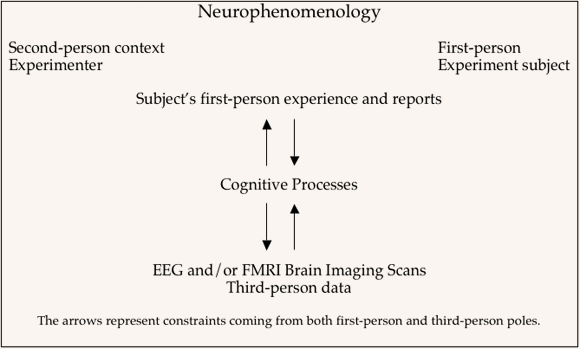 Neurophenomenology
Second-person context
Experimenter
First-person
Experiment subject
Subject's first-person experience and reports
Cognitive Processes
EEG and/or FMRI Brain Imaging Scans
Third-person data
The arrows represent constraints coming from both first-person and third-person poles.